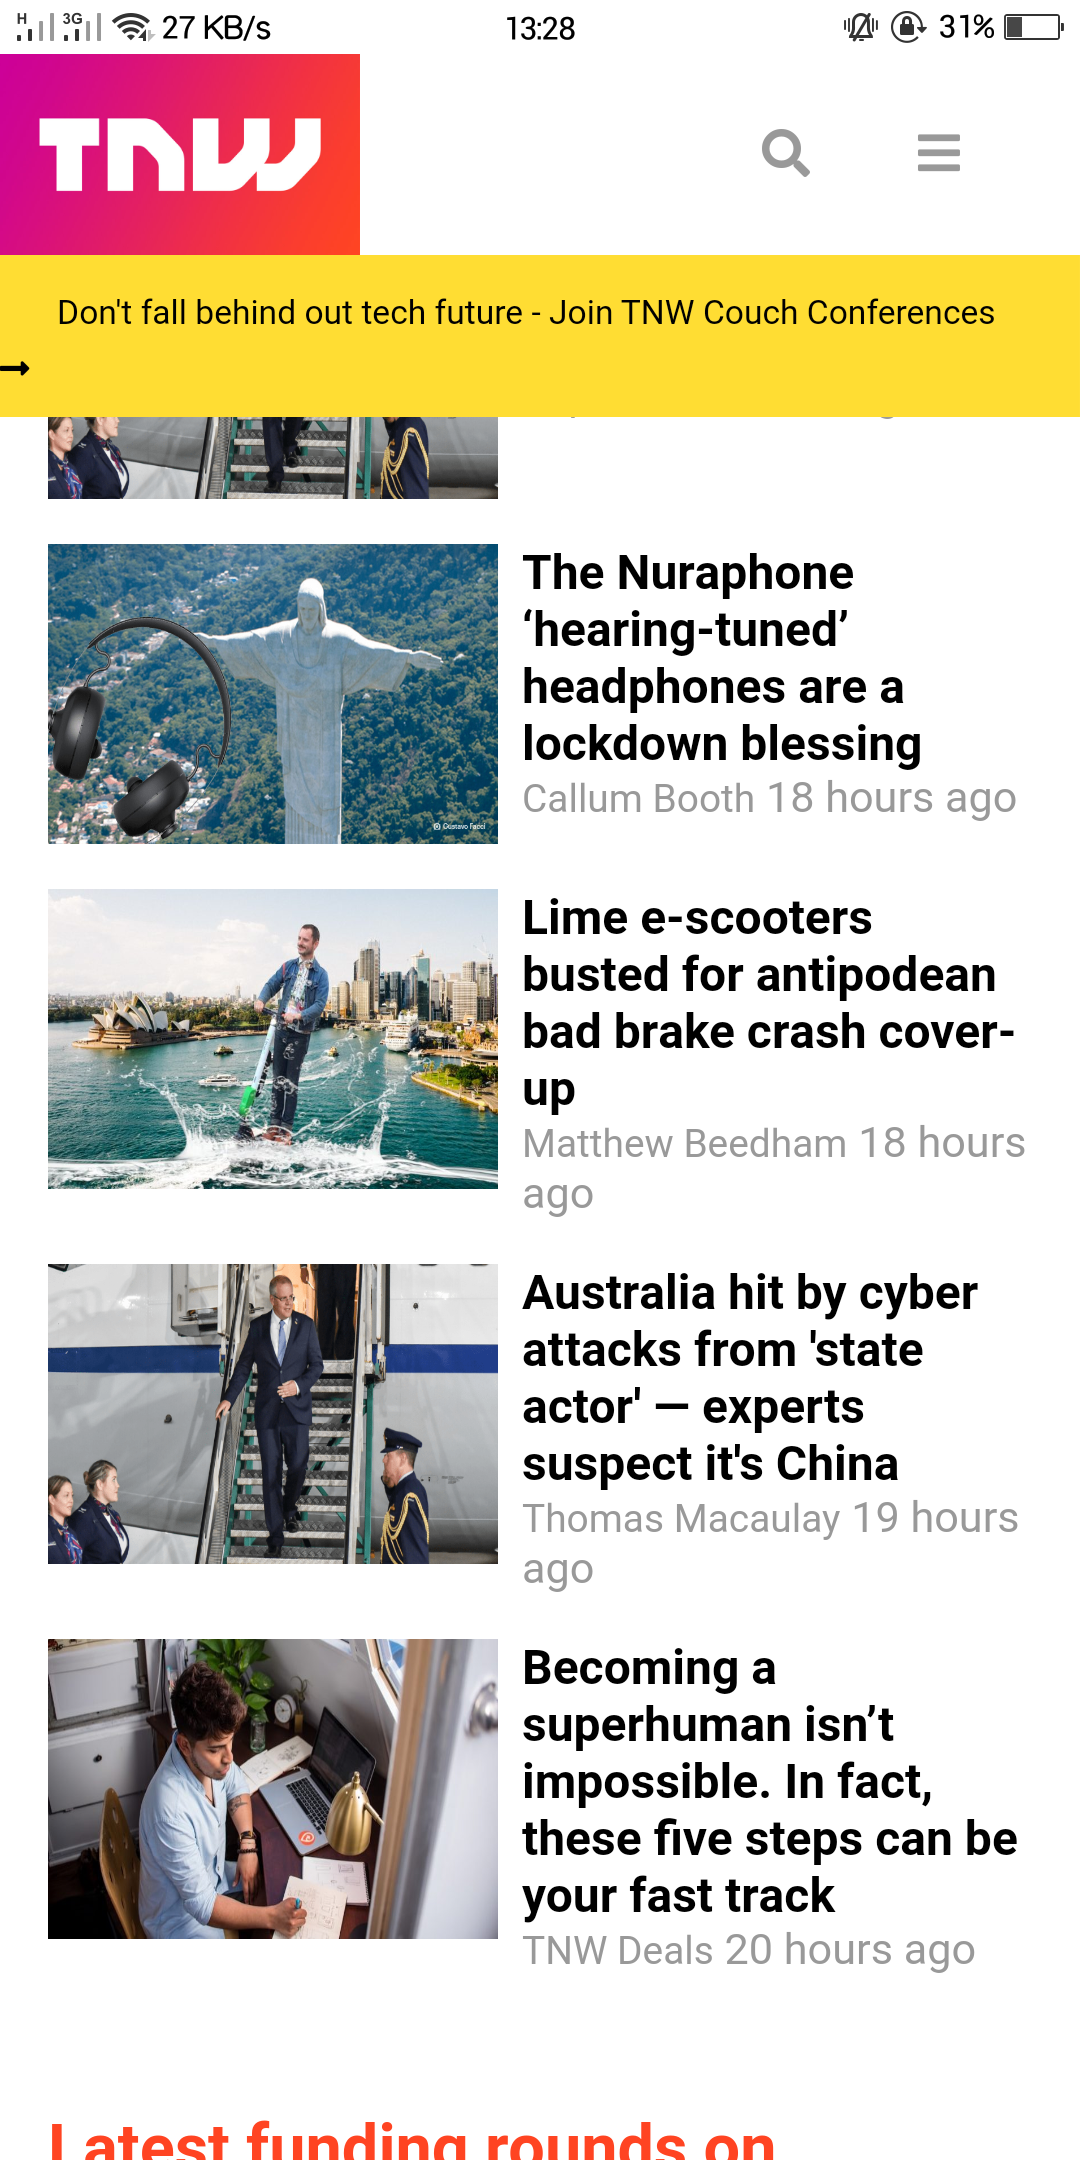 H 3G 27 KB/s 13:28 31%
TNW
Don't fall behind out tech future - Join TNW Couch Conferences
→
The Nuraphone
‘hearing-tuned’
headphones are a
lockdown blessing
Callum Booth 18 hours ago
Gustavo Facci
Lime e-scooters
busted for antipodean
bad brake crash cover-
up
Matthew Beedham 18 hours
ago
Australia hit by cyber
attacks from 'state
actor' — experts
suspect it's China
Thomas Macaulay 19 hours
ago
Becoming a
superhuman isn’t
impossible. In fact,
these five steps can be
your fast track
TNW Deals 20 hours ago
Latest funding rounds on